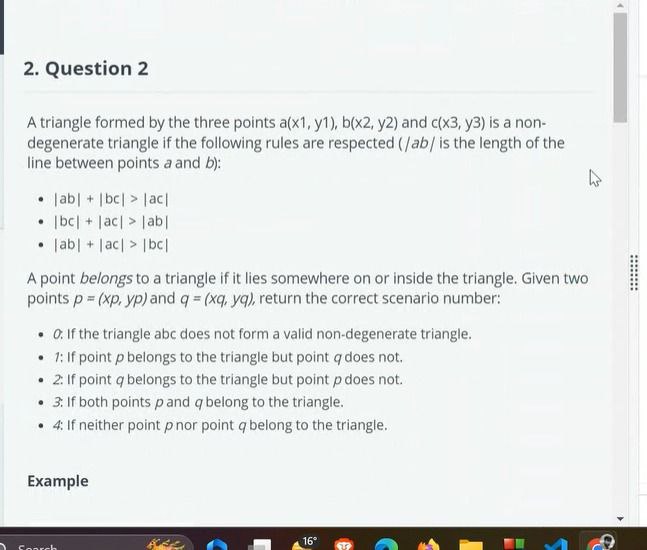 2. Question 2
A triangle formed by the three points a(x1, y1), b(x2, y2) and c(x3, y3) is a non-
degenerate triangle if the following rules are respected (|ab| is the length of the
line between points a and b):
• |ab| + |bc| > |ac|
• |bc| + |ac| > |ab|
• |ab| + |ac| > |bc|
A point belongs to a triangle if it lies somewhere on or inside the triangle. Given two
points p = (xp, yp) and q = (xq, yq), return the correct scenario number:
• 0: If the triangle abc does not form a valid non-degenerate triangle.
• 1: If point p belongs to the triangle but point q does not.
• 2: If point q belongs to the triangle but point p does not.
• 3: If both points p and q belong to the triangle.
• 4: If neither point p nor point q belong to the triangle.
Example
Search
16°